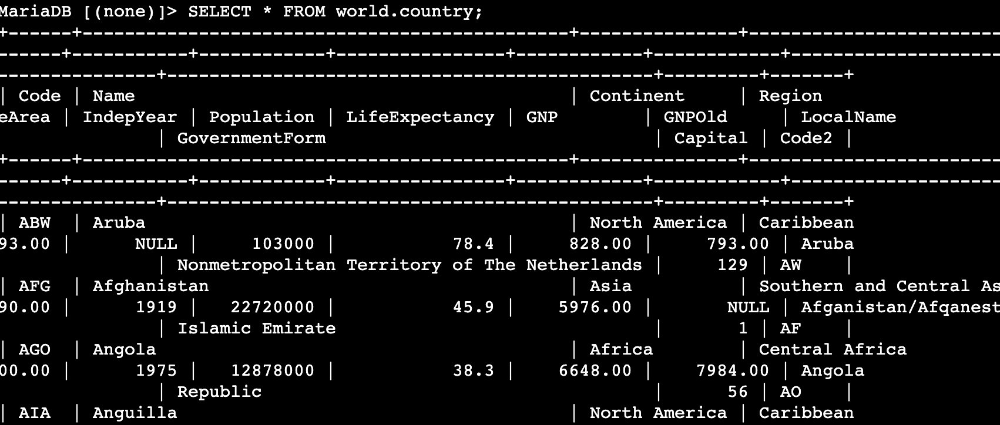 MariaDB [(none)]> SELECT * FROM world.country;
+------+----------------------------------------------+---------------+------------------------
------+-----------+------------+----------------+------------+------------+--------------------
---------------+----------------------------------------------+---------+-------+
| Code | Name | Continent | Region
eArea | IndepYear | Population | LifeExpectancy | GNP | GNPOld | LocalName
| GovernmentForm | Capital | Code2 |
+------+----------------------------------------------+---------------+------------------------
------+-----------+------------+----------------+------------+------------+--------------------
---------------+----------------------------------------------+---------+-------+
| ABW | Aruba | North America | Caribbean
93.00 | NULL | 103000 | 78.4 | 828.00 | 793.00 | Aruba
| Nonmetropolitan Territory of The Netherlands | 129 | AW |
| AFG | Afghanistan | Asia | Southern and Central As
90.00 | 1919 | 22720000 | 45.9 | 5976.00 | NULL | Afganistan/Afqanest
| Islamic Emirate | 1 | AF |
| AGO | Angola | Africa | Central Africa
00.00 | 1975 | 12878000 | 38.3 | 6648.00 | 7984.00 | Angola
| Republic | 56 | AO |
| AIA | Anguilla | North America | Caribbean